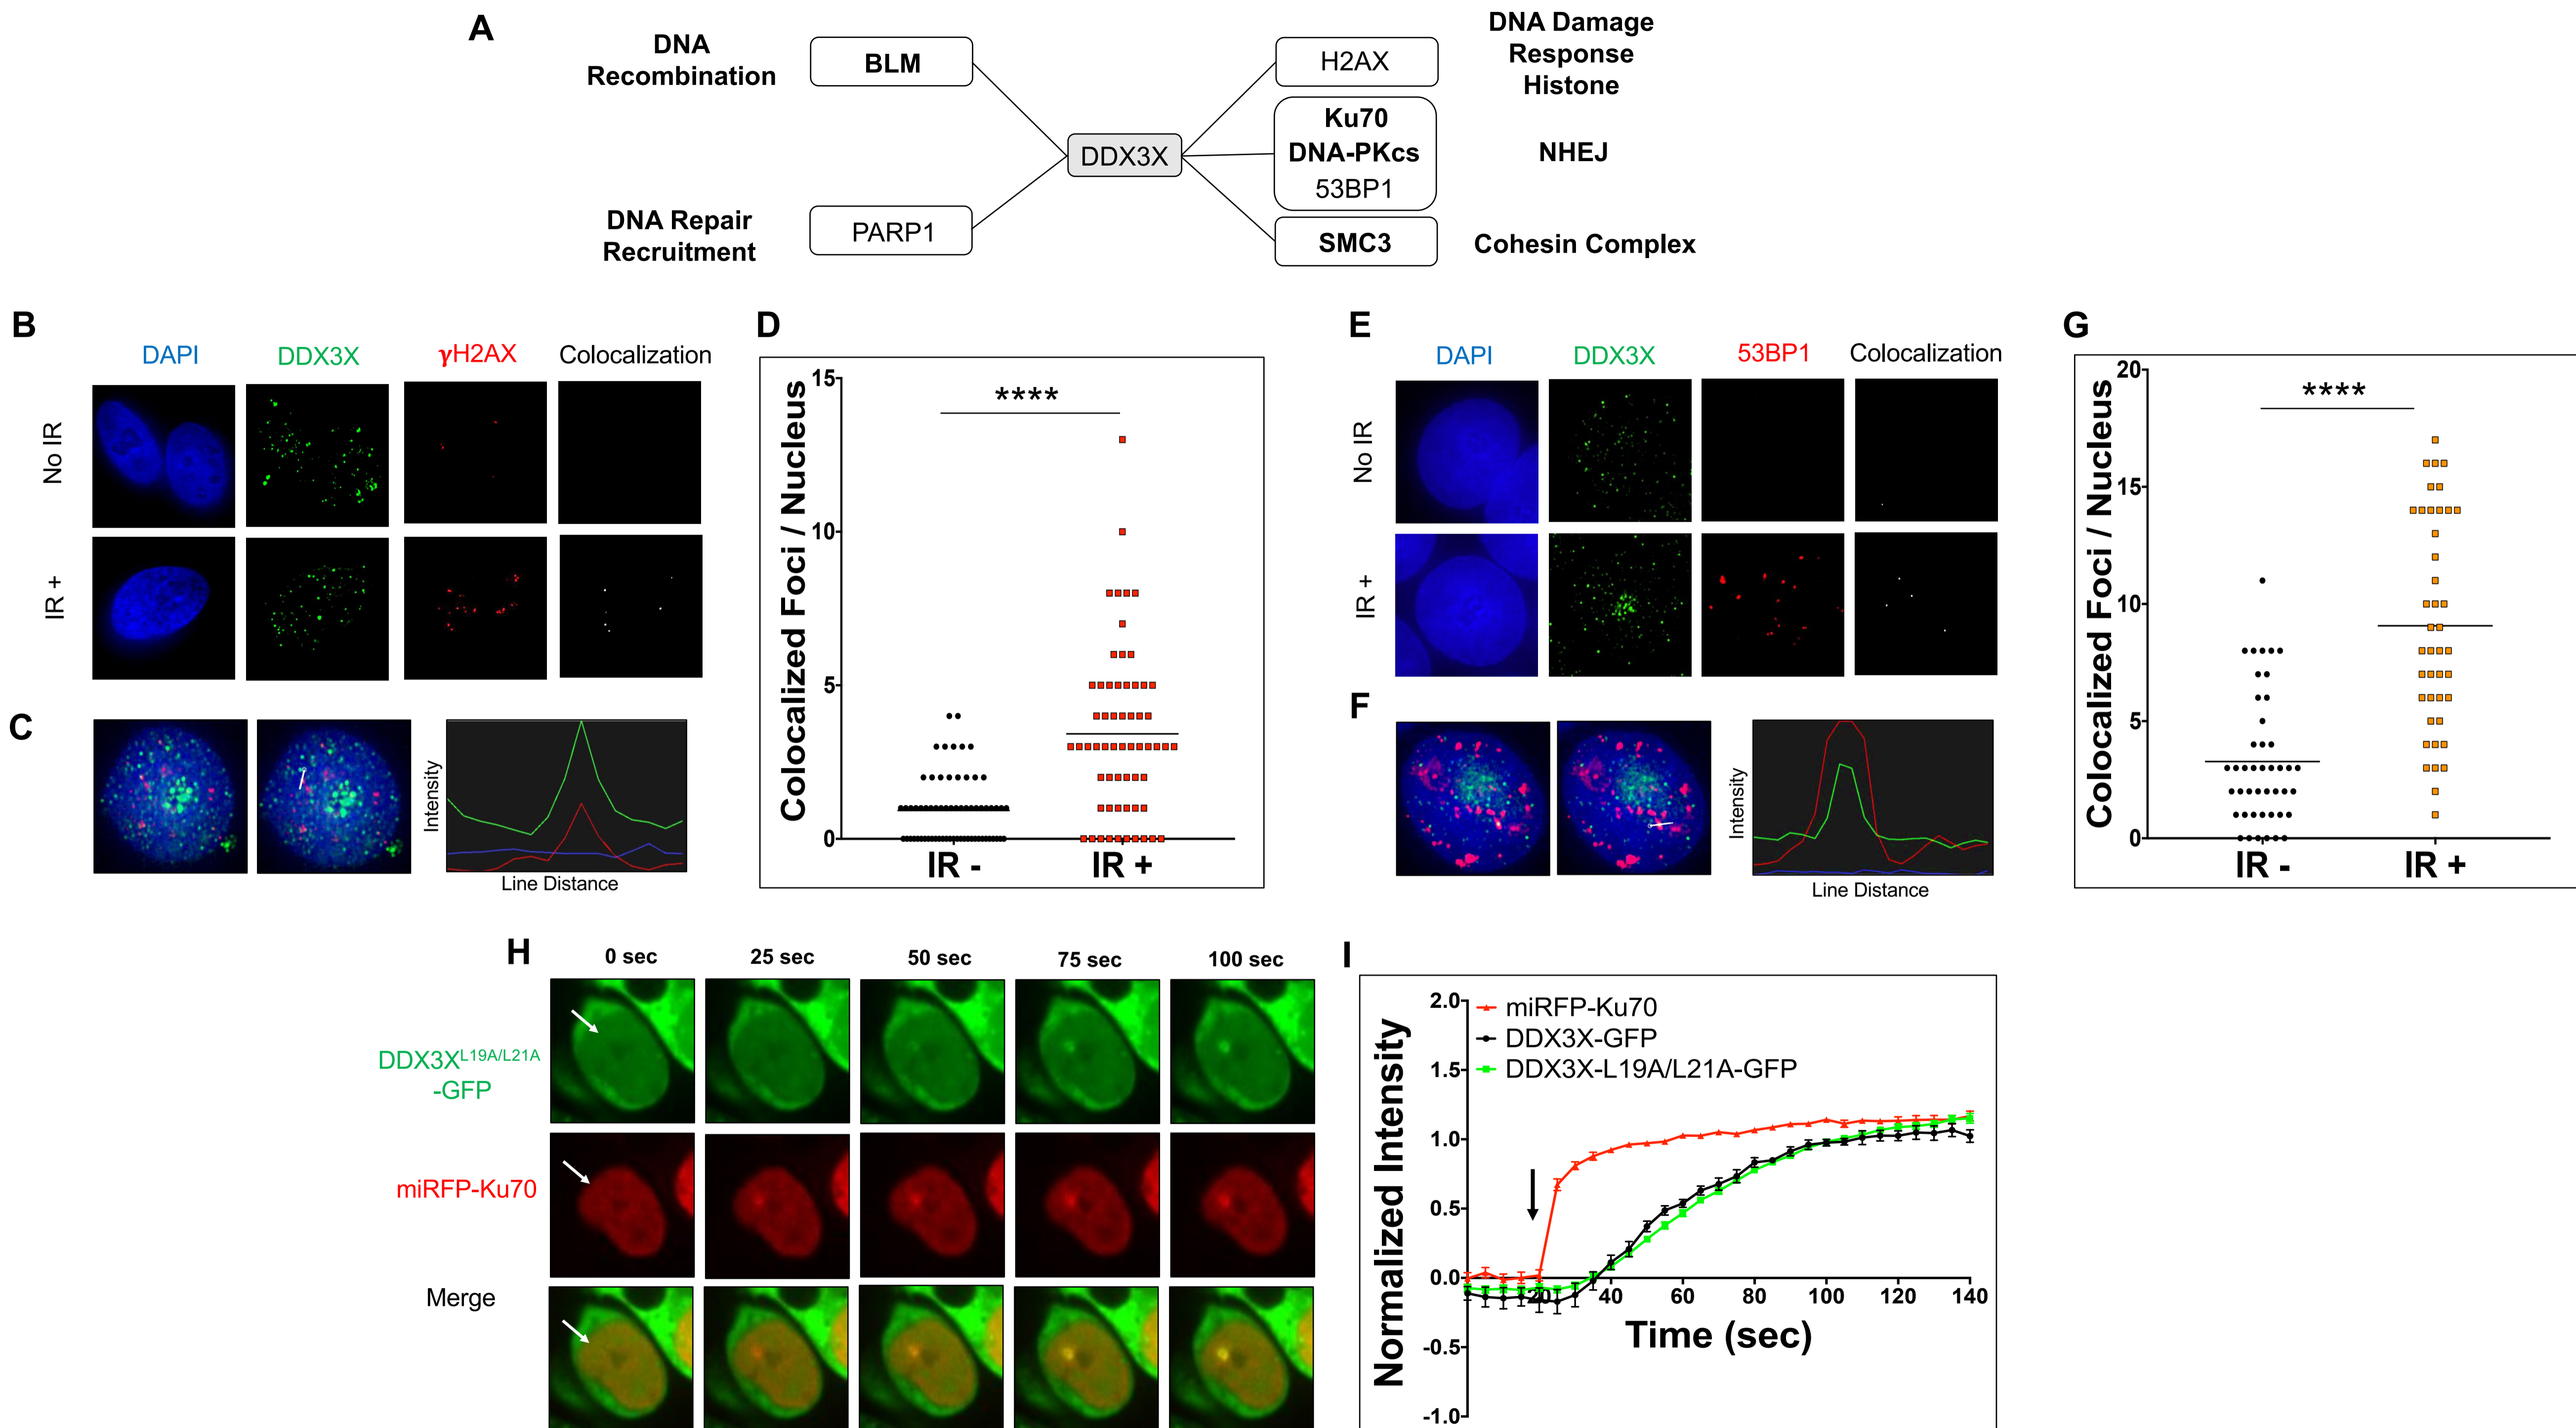 A
DNA
Recombination
BLM
DNA Repair
Recruitment
PARP1
DDX3X
H2AX
DNA Damage
Response
Histone
Ku70
DNA-PKcs
53BP1
NHEJ
SMC3
Cohesin Complex
B
DAPI
DDX3X
γH2AX
Colocalization
No IR
IR +
C
Intensity
Line Distance
D
Colocalized Foci / Nucleus
15
10
5
0
****
IR -
IR +
E
DAPI
DDX3X
53BP1
Colocalization
No IR
IR +
F
Intensity
Line Distance
G
Colocalized Foci / Nucleus
20
15
10
5
0
****
IR -
IR +
H
0 sec
25 sec
50 sec
75 sec
100 sec
DDX3XL19A/L21A
-GFP
miRFP-Ku70
Merge
I
Normalized Intensity
2.0
1.5
1.0
0.5
0.0
-0.5
-1.0
miRFP-Ku70
DDX3X-GFP
DDX3X-L19A/L21A-GFP
20
40
60
80
100
120
140
Time (sec)